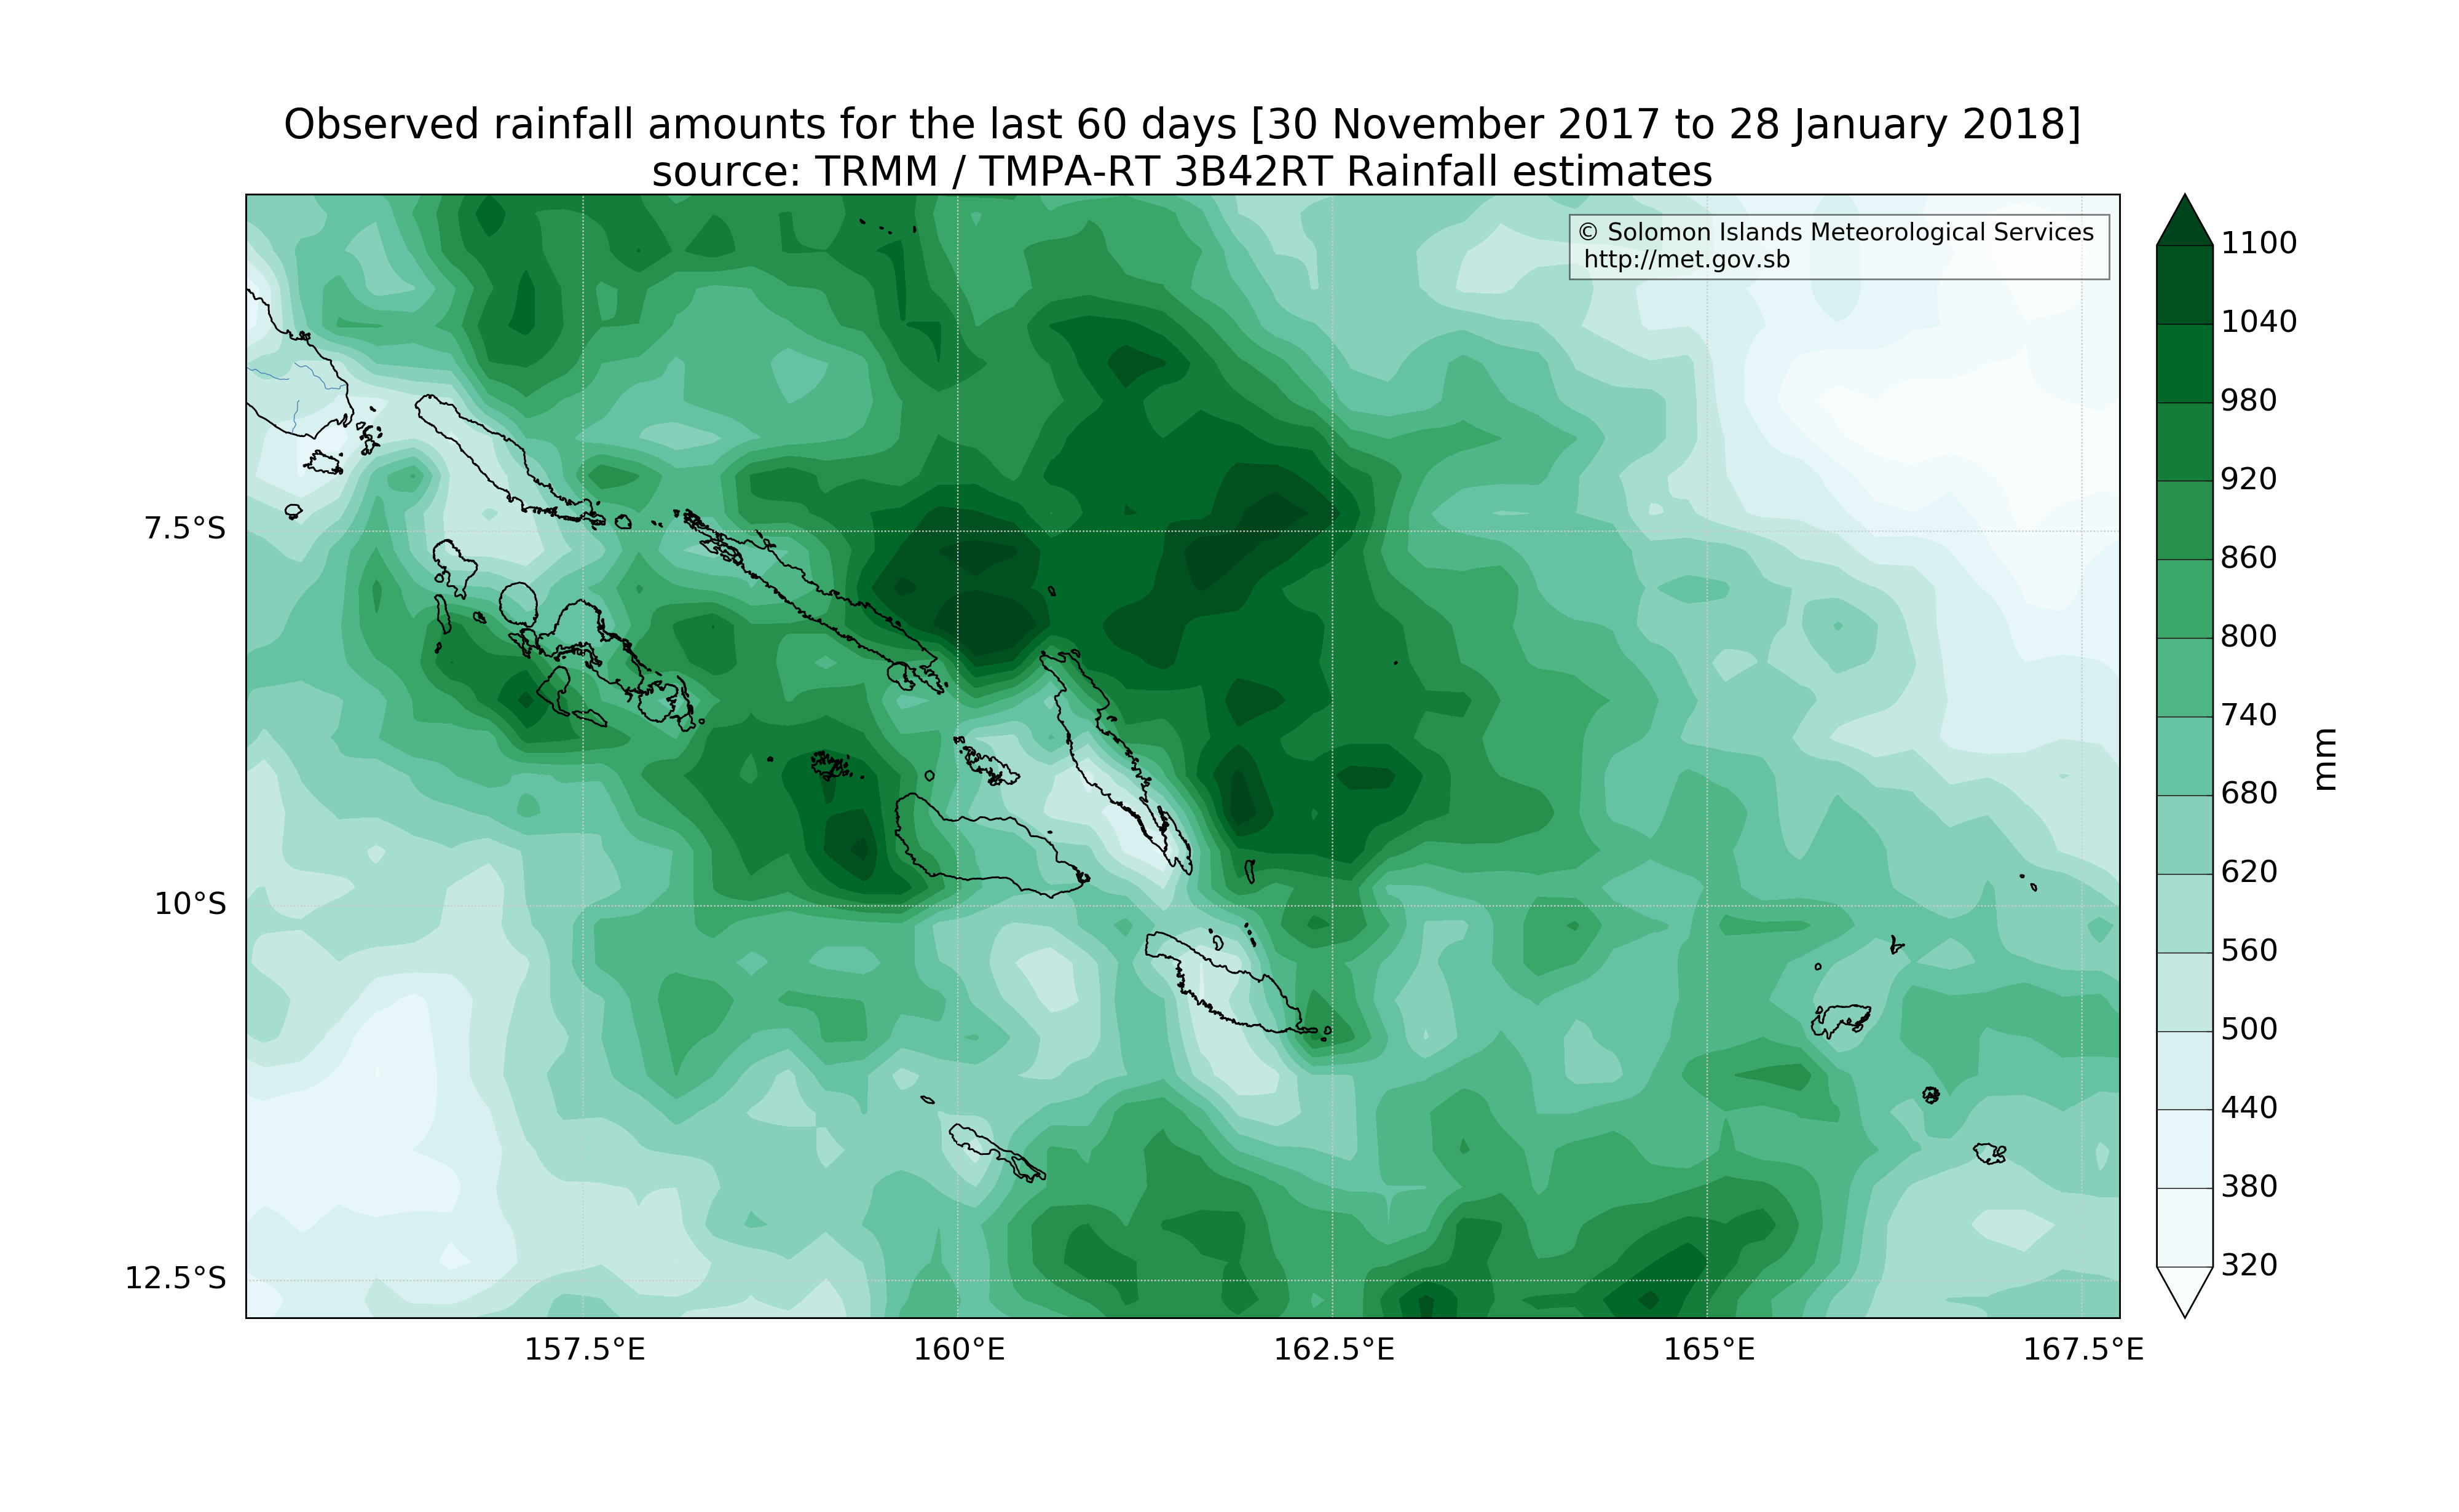 Observed rainfall amounts for the last 60 days [30 November 2017 to 28 January 2018]
source: TRMM / TMPA-RT 3B42RT Rainfall estimates
© Solomon Islands Meteorological Services
http://met.gov.sb
7.5°S
10°S
12.5°S
157.5°E
160°E
162.5°E
165°E
167.5°E
1100
1040
980
920
860
800
740
680
620
560
500
440
380
320
mm